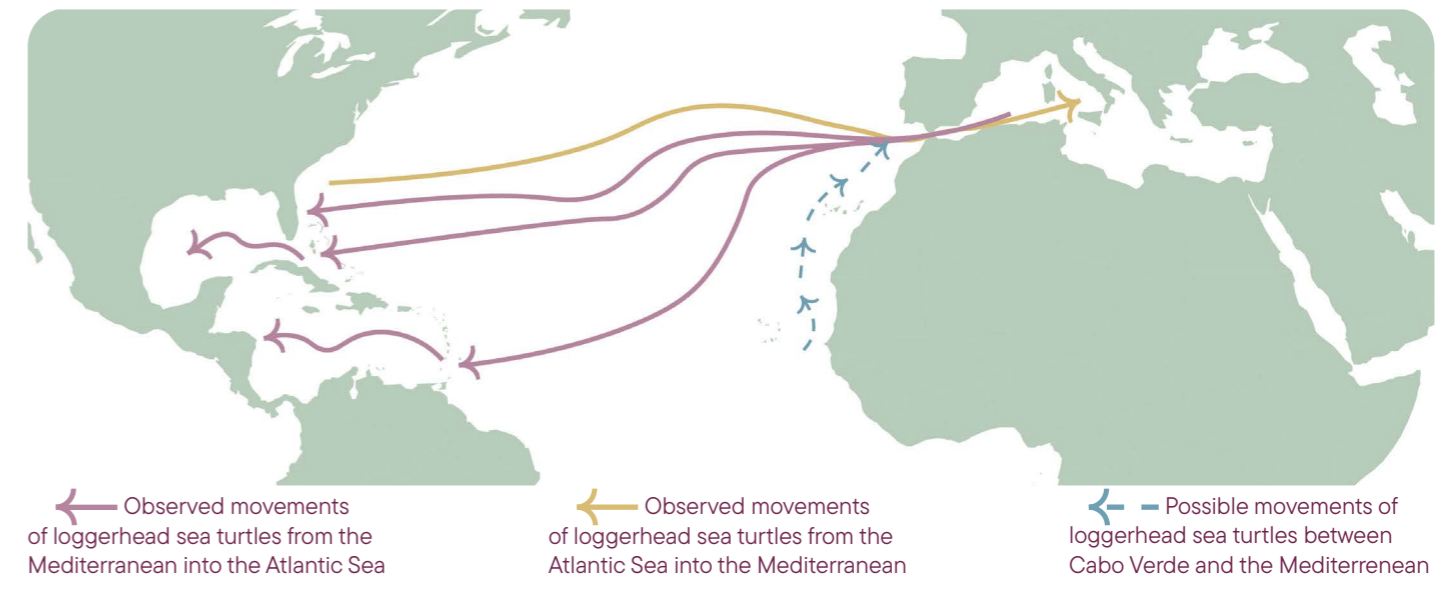 Observed movements
of loggerhead sea turtles from the
Mediterranean into the Atlantic Sea
Observed movements
of loggerhead sea turtles from the
Atlantic Sea into the Mediterranean
Possible movements of
loggerhead sea turtles between
Cabo Verde and the Mediterrenean